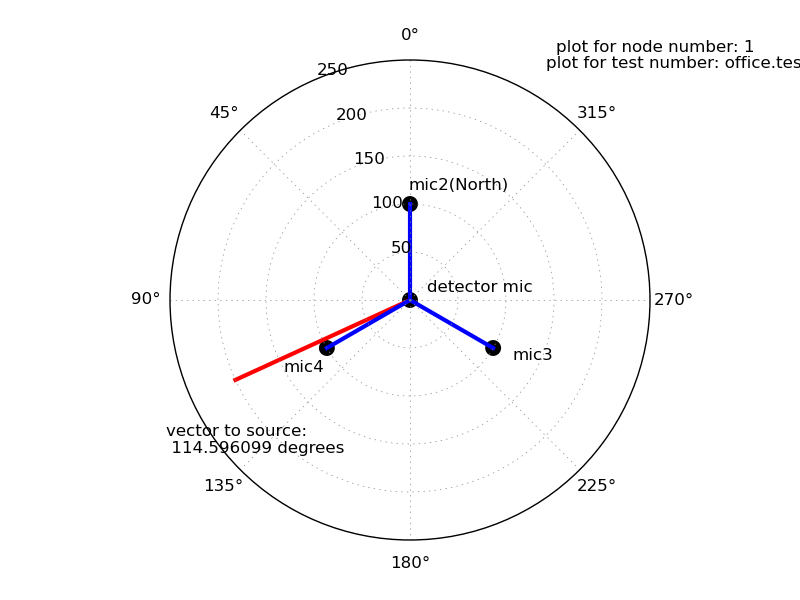 0°
plot for node number: 1
plot for test number: office.tes
250
45°
315°
200
150
mic2(North)
100
50
detector mic
90°
270°
mic3
mic4
vector to source:
114.596099 degrees
135°
225°
180°